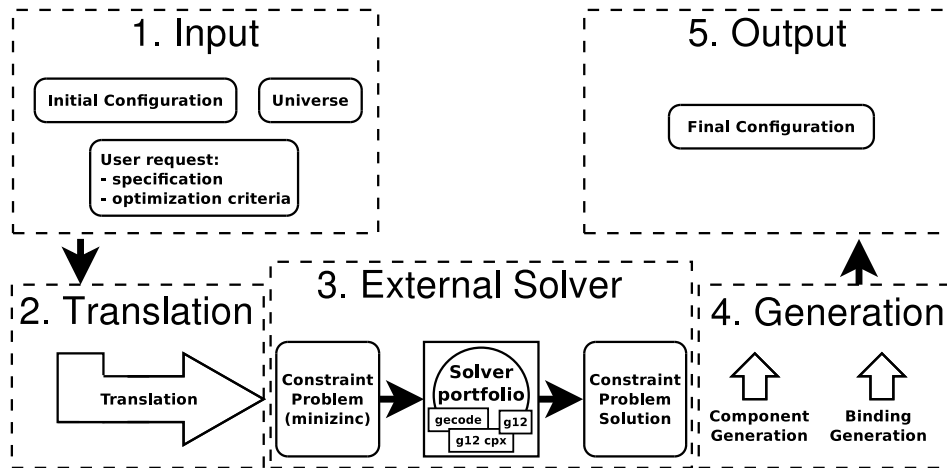 1. Input
Initial Configuration
Universe
User request:
- specification
- optimization criteria
2. Translation
Translation
3. External Solver
Constraint
Problem
(minizinc)
Solver
portfolio
gecode
g12
g12 cpx
Constraint
Problem
Solution
4. Generation
Component
Generation
Binding
Generation
5. Output
Final Configuration